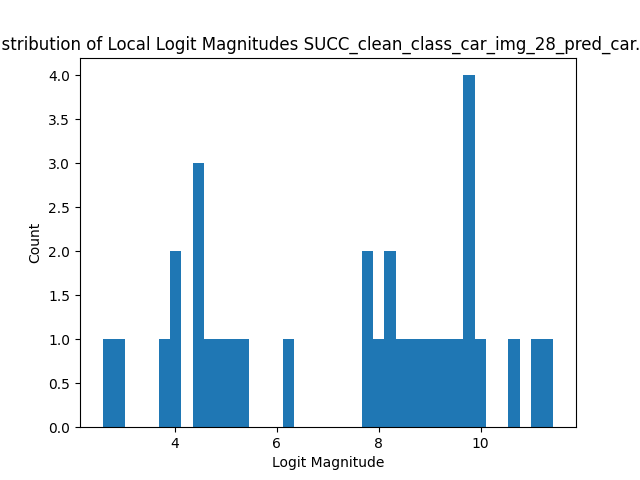 stribution of Local Logit Magnitudes SUCC_clean_class_car_img_28_pred_car.
4.0
3.5
3.0
2.5
2.0
1.5
1.0
0.5
0.0
Count
4 6 8 10
Logit Magnitude